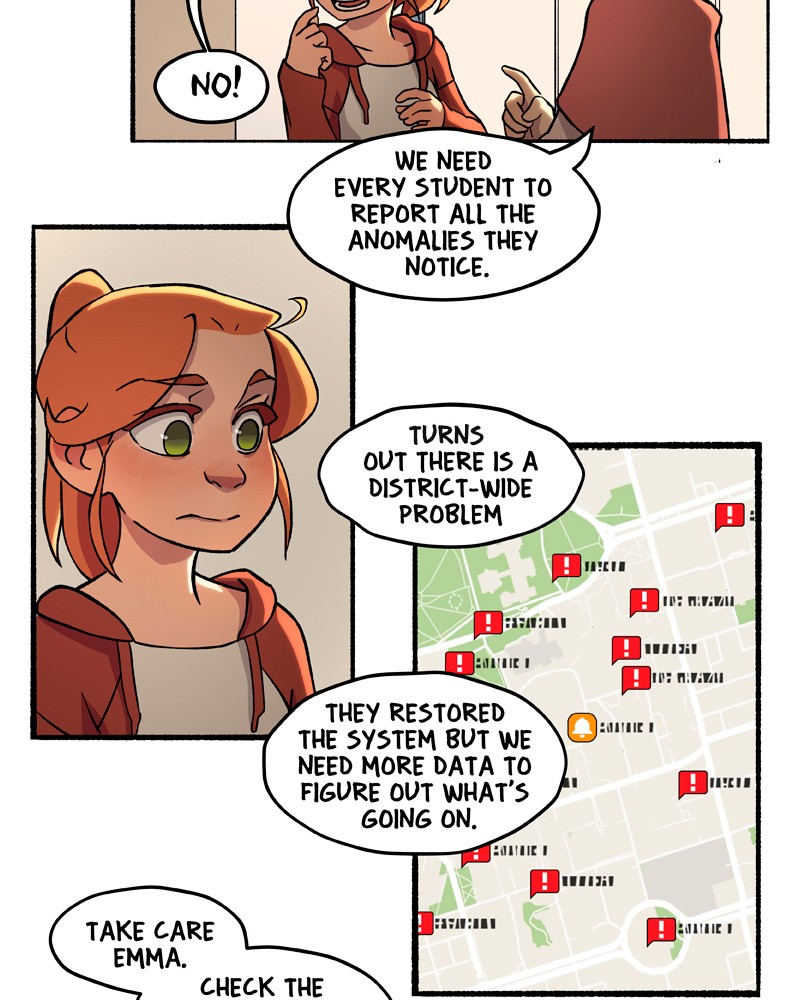 NO!
WE NEED
EVERY STUDENT TO
REPORT ALL THE
ANOMALIES THEY
NOTICE.
TURNS
OUT THERE IS A
DISTRICT-WIDE
PROBLEM
THEY RESTORED
THE SYSTEM BUT WE
NEED MORE DATA TO
FIGURE OUT WHAT'S
GOING ON.
TAKE CARE
EMMA.
CHECK THE